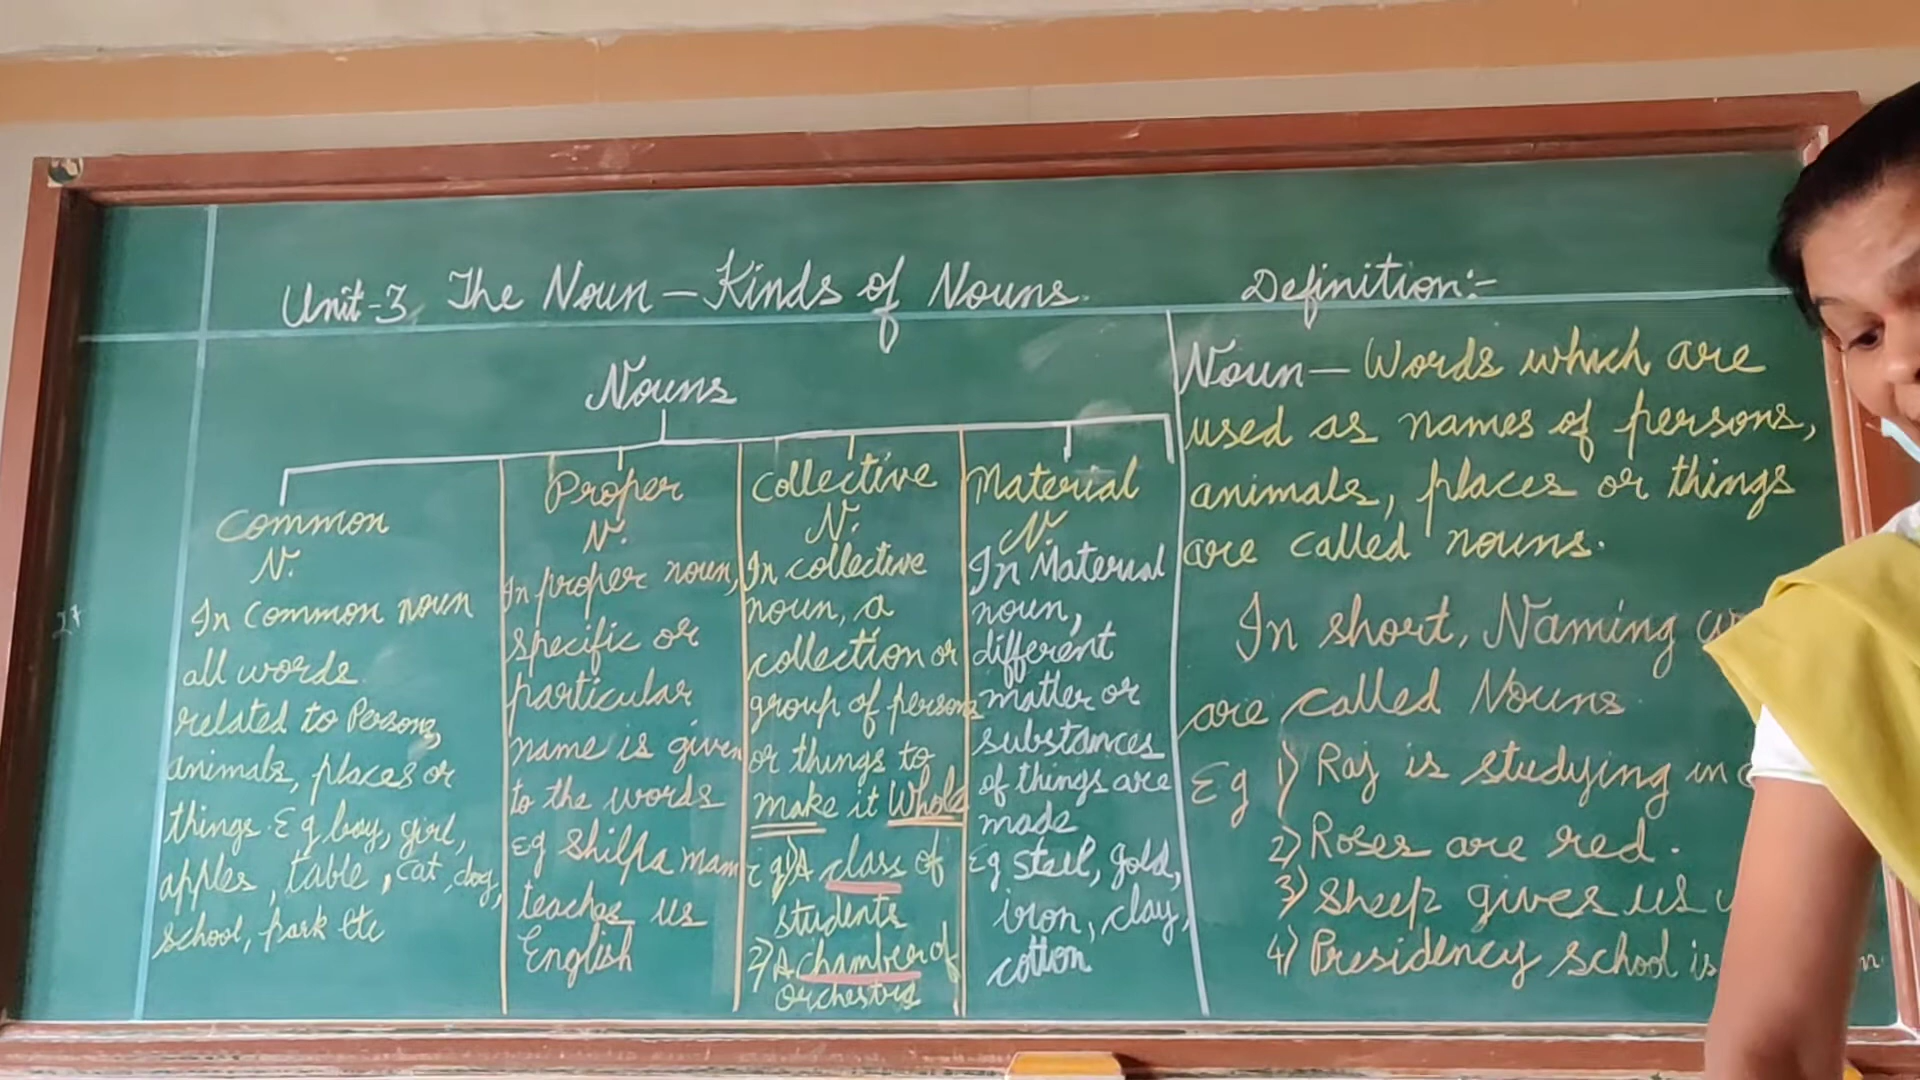 Unit-3 The Noun – Kinds of Nouns.
Nouns
Common
N.
In common noun
all words
related to Persons,
animals, places or
things. Eg boy, girl,
apples, table, cat, dog,
school, park etc
Proper
N.
In proper noun,
specific or
particular
name is given
to the words
eg Shilpa mam
teaches us
English
Collective
N.
In collective
noun, a
collection or
group of persons
or things to
make it whole
eg 1) A class of
students
2) A chamber of
Orchestra
Material
N.
In Material
noun,
different
matter or
substances
of things are
made
Eg steel, gold,
iron, clay,
cotton
Definition:-
Noun – Words which are
used as names of persons,
animals, places or things
are called nouns.
In short, Naming
are called Nouns.
Eg 1) Raj is studying in
2) Roses are red.
3) Sheep gives us
4) Presidency school is